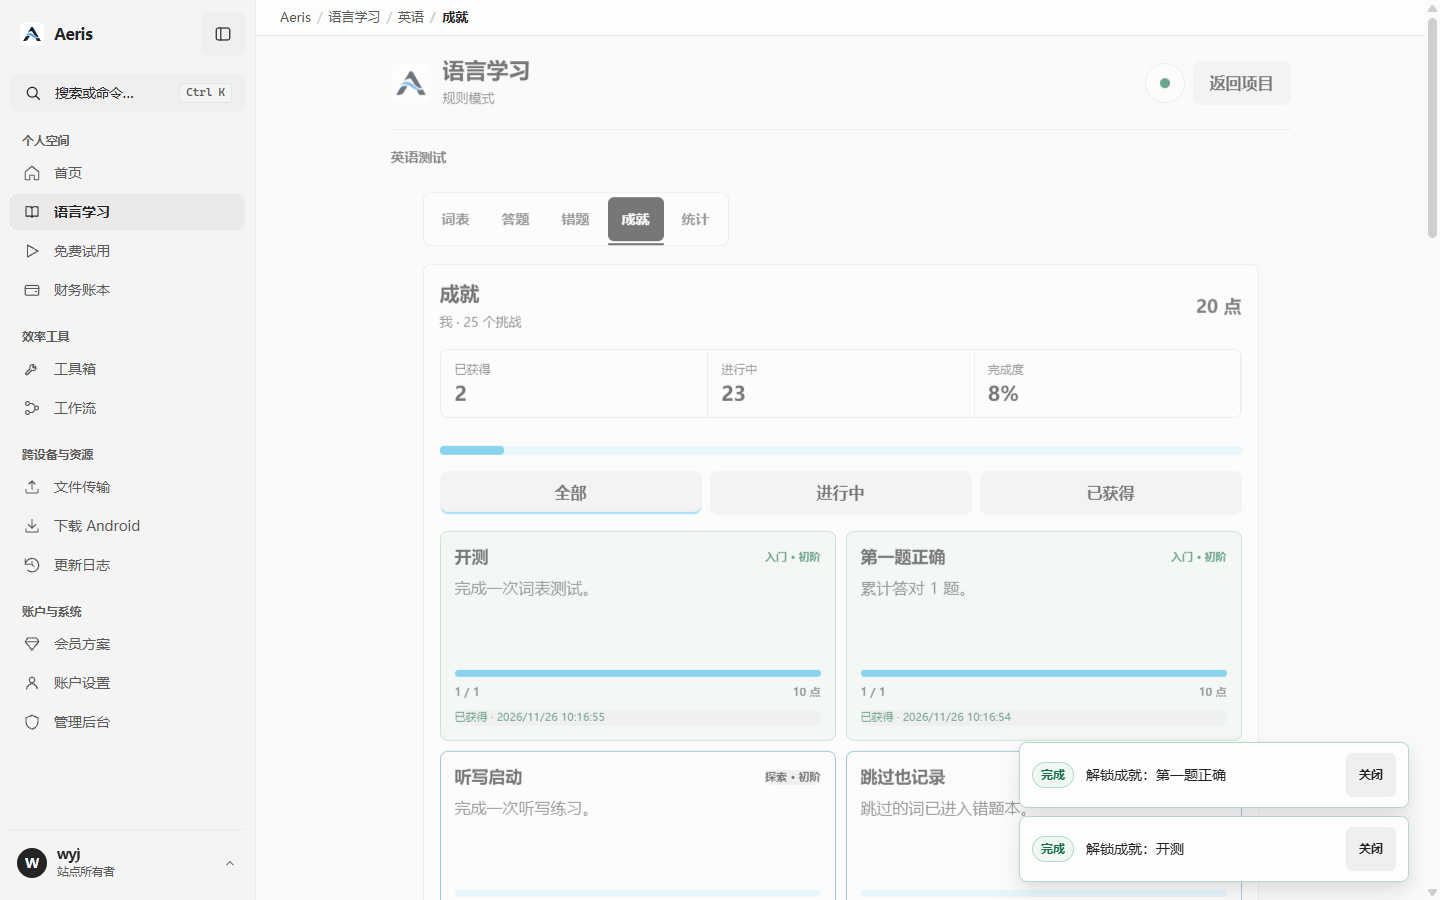 Aeris
搜索或命令...
Ctrl K
个人空间
首页
语言学习
免费试用
财务账本
效率工具
工具箱
工作流
跨设备与资源
文件传输
下载 Android
更新日志
账户与系统
会员方案
账户设置
管理后台
W
wyj
站点所有者
Aeris / 语言学习 / 英语 / 成就
语言学习
规则模式
返回项目
英语测试
词表
答题
错题
成就
统计
成就
我 · 25 个挑战
20 点
已获得
2
进行中
23
完成度
8%
全部
进行中
已获得
开测
入门 • 初阶
完成一次词表测试。
1 / 1
10 点
已获得 · 2026/11/26 10:16:55
第一题正确
入门 • 初阶
累计答对 1 题。
1 / 1
10 点
已获得 · 2026/11/26 10:16:54
听写启动
探索 • 初阶
完成一次听写练习。
跳过也记录
跳过的词已进入错题本。
完成
解锁成就：第一题正确
关闭
完成
解锁成就：开测
关闭